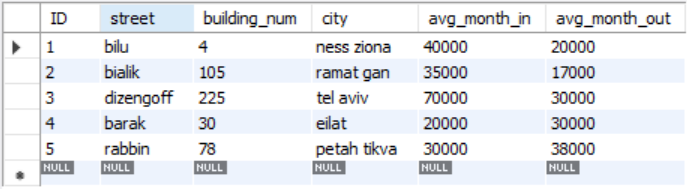 ID street building_num city avg_month_in avg_month_out
1 bilu 4 ness ziona 40000 20000
2 bialik 105 ramat gan 35000 17000
3 dizengoff 225 tel aviv 70000 30000
4 barak 30 eilat 20000 30000
5 rabbin 78 petah tikva 30000 38000
NULL NULL NULL NULL NULL NULL